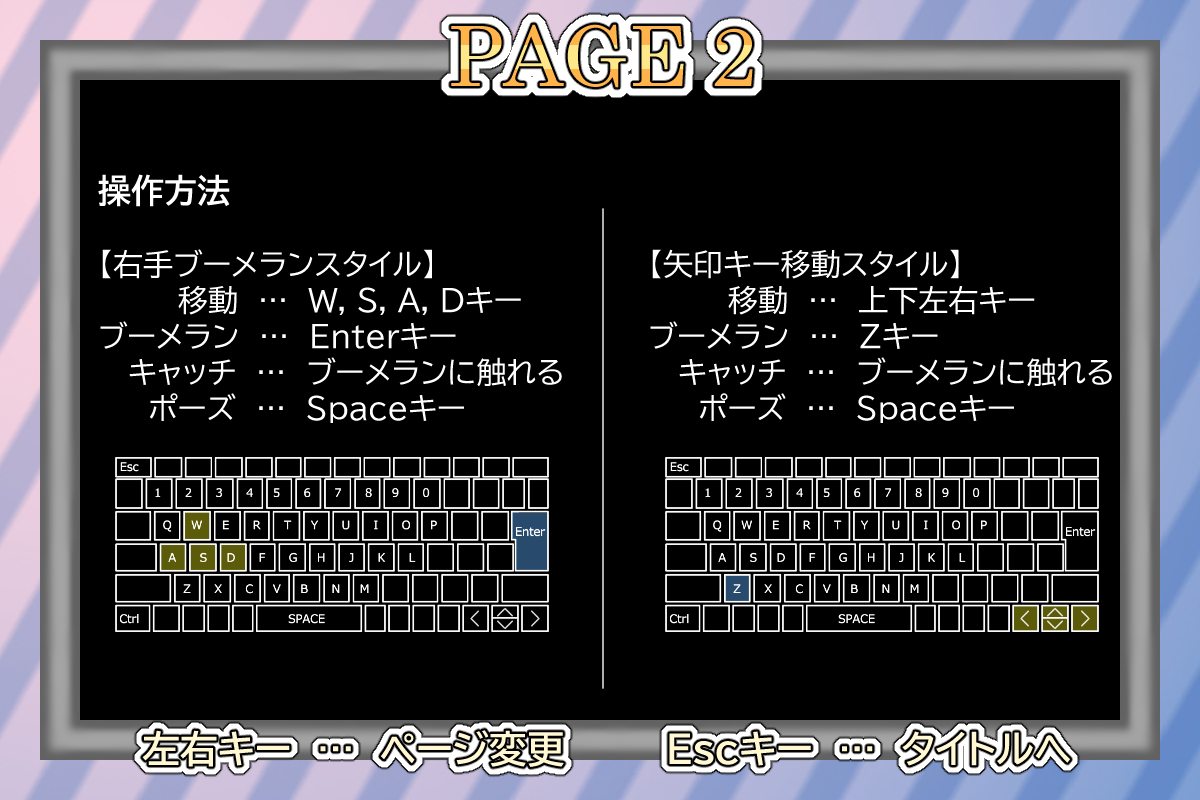 PAGE 2
操作方法
【右手ブーメランスタイル】
移動 … W, S, A, Dキー
ブーメラン … Enterキー
キャッチ … ブーメランに触れる
ポーズ … Spaceキー
Esc
1 2 3 4 5 6 7 8 9 0
Q W E R T Y U I O P Enter
A S D F G H J K L
Z X C V B N M
Ctrl SPACE
【矢印キー移動スタイル】
移動 … 上下左右キー
ブーメラン … Zキー
キャッチ … ブーメランに触れる
ポーズ … Spaceキー
Esc
1 2 3 4 5 6 7 8 9 0
Q W E R T Y U I O P Enter
A S D F G H J K L
Z X C V B N M
Ctrl SPACE
左右キー … ページ変更
Escキー … タイトルへ